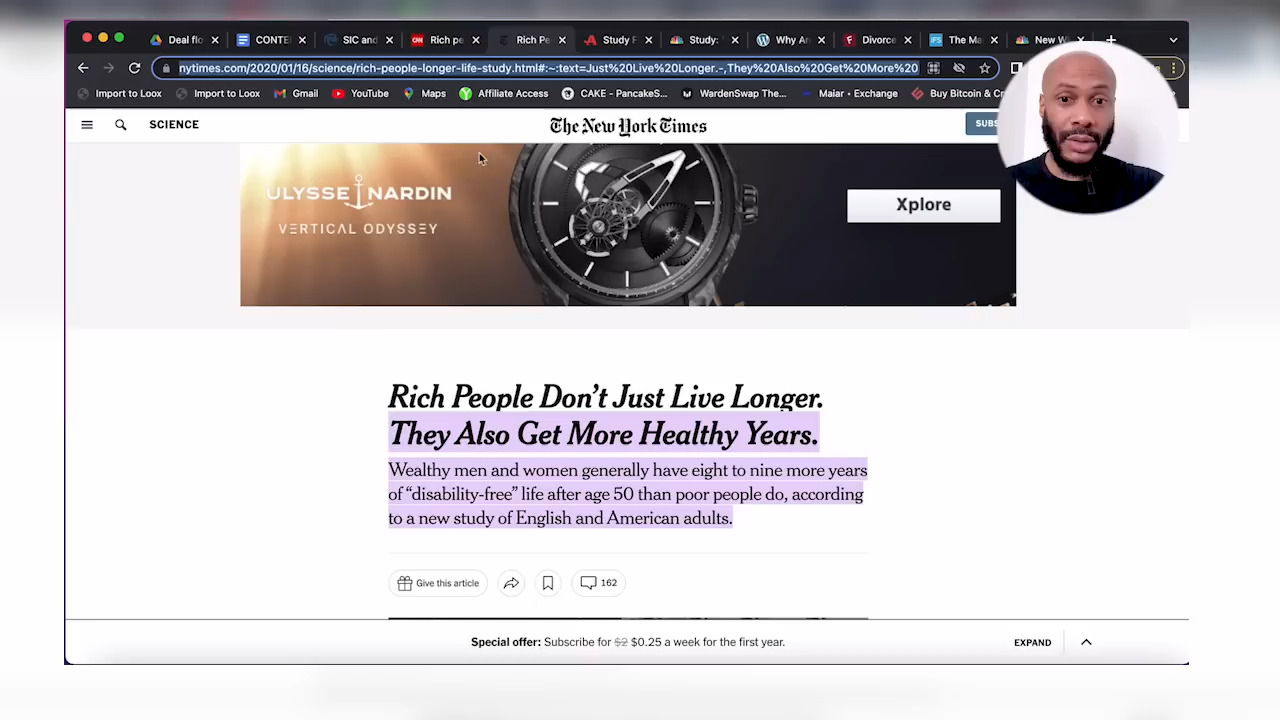 Deal flo
CONTE
SIC and
CNN
Rich pe
Rich Pe
Study F
Study:
Why An
Divorce
IFS
The Ma
New W
nytimes.com/2020/01/16/science/rich-people-longer-life-study.html#:~:text=Just%20Live%20Longer.-,They%20Also%20Get%20More%20
Import to Loox
Import to Loox
Gmail
YouTube
Maps
Affiliate Access
CAKE - PancakeS...
WardenSwap The...
Maiar • Exchange
Buy Bitcoin & Cr
SCIENCE
The New York Times
SUBS
ULYSSE NARDIN
VERTICAL ODYSSEY
Xplore
Rich People Don’t Just Live Longer.
They Also Get More Healthy Years.
Wealthy men and women generally have eight to nine more years
of “disability-free” life after age 50 than poor people do, according
to a new study of English and American adults.
Give this article
162
Special offer: Subscribe for $2 $0.25 a week for the first year.
EXPAND